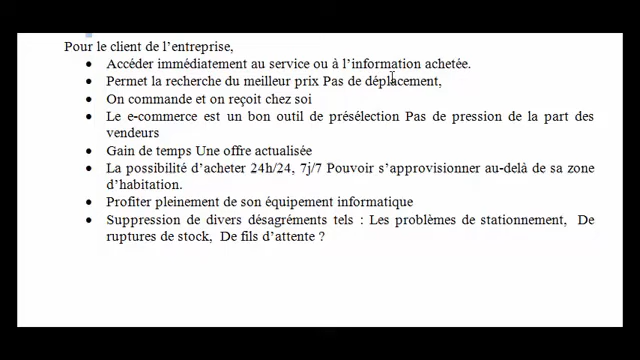 Pour le client de l'entreprise,
• Accéder immédiatement au service ou à l'information achetée.
• Permet la recherche du meilleur prix Pas de déplacement,
• On commande et on reçoit chez soi
• Le e-commerce est un bon outil de présélection Pas de pression de la part des
vendeurs
• Gain de temps Une offre actualisée
• La possibilité d'acheter 24h/24, 7j/7 Pouvoir s'approvisionner au-delà de sa zone
d'habitation.
• Profiter pleinement de son équipement informatique
• Suppression de divers désagréments tels : Les problèmes de stationnement, De
ruptures de stock, De fils d'attente ?